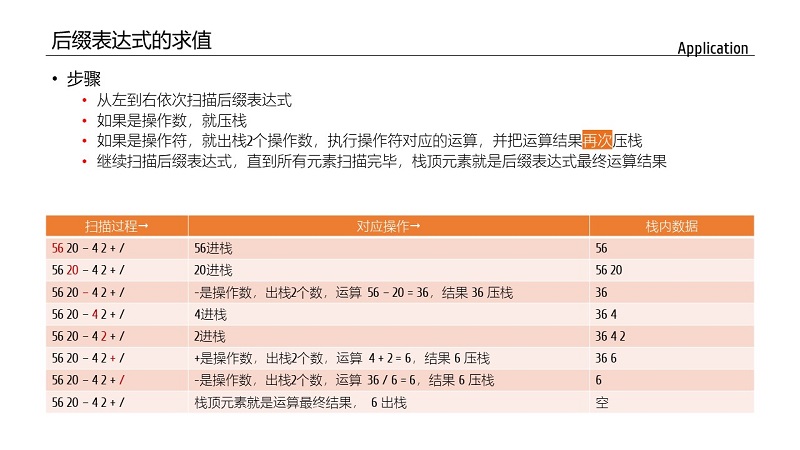 后缀表达式的求值
Application
• 步骤
• 从左到右依次扫描后缀表达式
• 如果是操作数，就压栈
• 如果是操作符，就出栈2个操作数，执行操作符对应的运算，并把运算结果再次压栈
• 继续扫描后缀表达式，直到所有元素扫描完毕，栈顶元素就是后缀表达式最终运算结果
扫描过程→ 对应操作→ 栈内数据
56 20 – 4 2 + / 56进栈 56
56 20 – 4 2 + / 20进栈 56 20
56 20 – 4 2 + / -是操作数，出栈2个数，运算 56 – 20 = 36，结果 36 压栈 36
56 20 – 4 2 + / 4进栈 36 4
56 20 – 4 2 + / 2进栈 36 4 2
56 20 – 4 2 + / +是操作数，出栈2个数，运算 4 + 2 = 6，结果 6 压栈 36 6
56 20 – 4 2 + / -是操作数，出栈2个数，运算 36 / 6 = 6，结果 6 压栈 6
56 20 – 4 2 + / 栈顶元素就是运算最终结果， 6 出栈 空